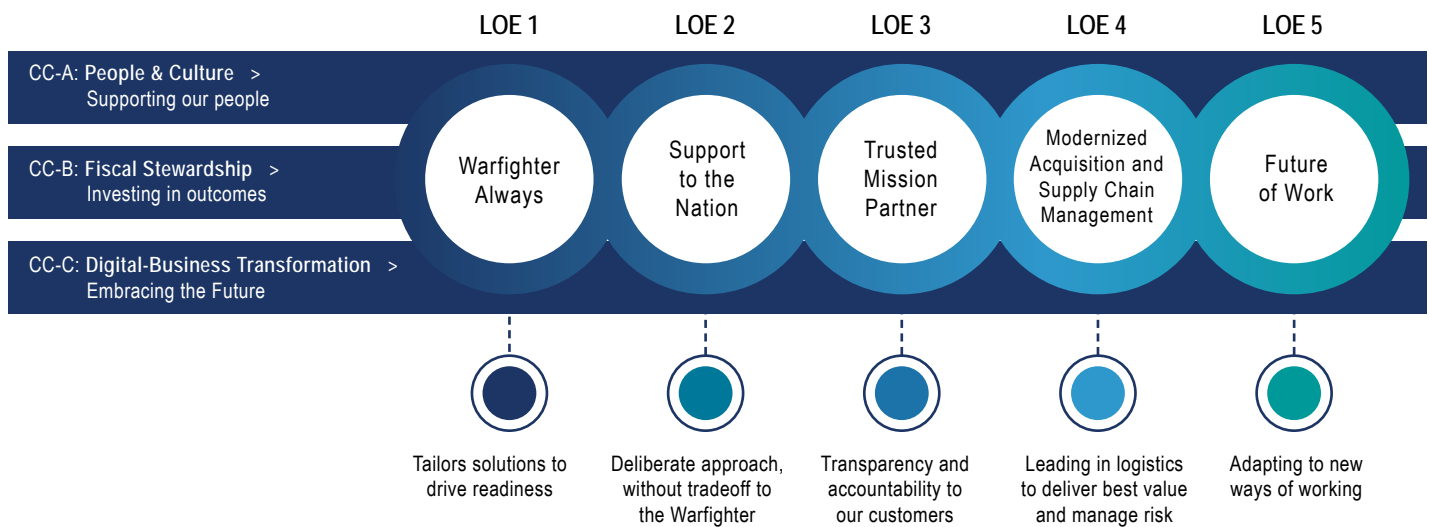 LOE 1
LOE 2
LOE 3
LOE 4
LOE 5
CC-A: People & Culture >
Supporting our people
CC-B: Fiscal Stewardship >
Investing in outcomes
CC-C: Digital-Business Transformation >
Embracing the Future
Warfighter
Always
Support
to the
Nation
Trusted
Mission
Partner
Modernized
Acquisition and
Supply Chain
Management
Future
of Work
Tailors solutions to
drive readiness
Deliberate approach,
without tradeoff to
the Warfighter
Transparency and
accountability to
our customers
Leading in logistics
to deliver best value
and manage risk
Adapting to new
ways of working